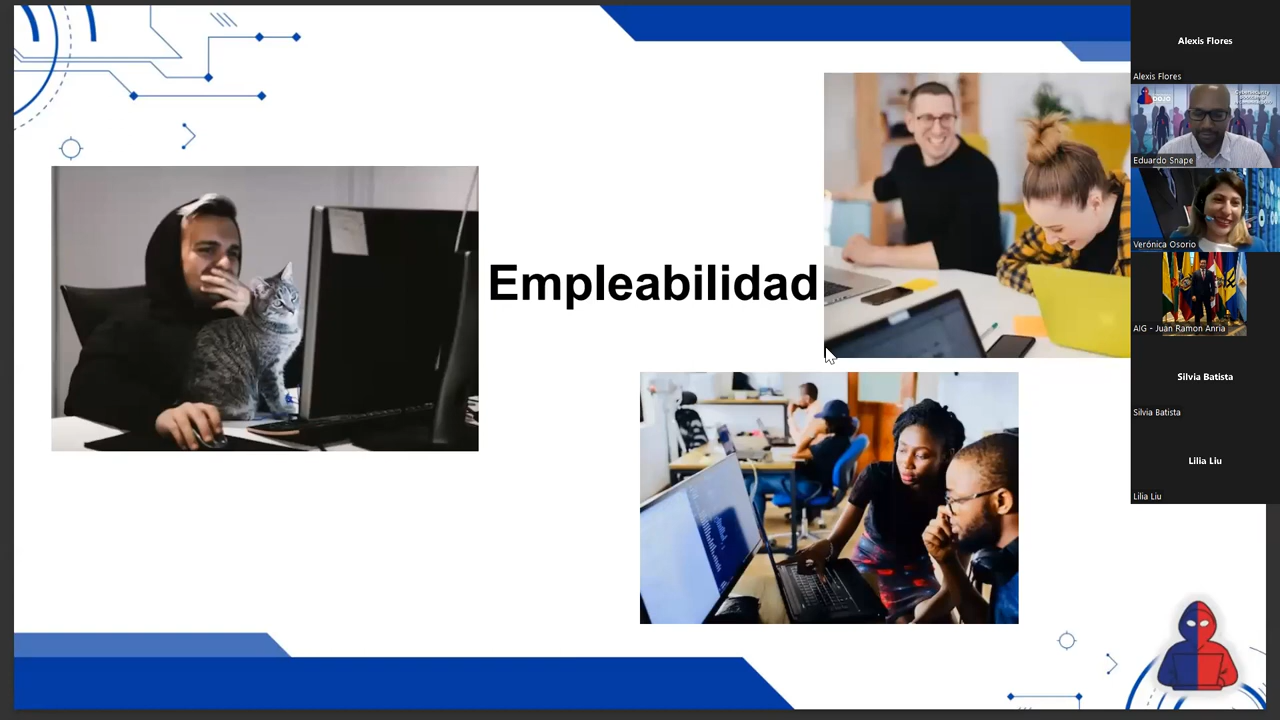 Empleabilidad
Alexis Flores
Alexis Flores
Eduardo Snape
Verónica Osorio
AIG - Juan Ramon Anria
Silvia Batista
Silvia Batista
Lilia Liu
Lilia Liu